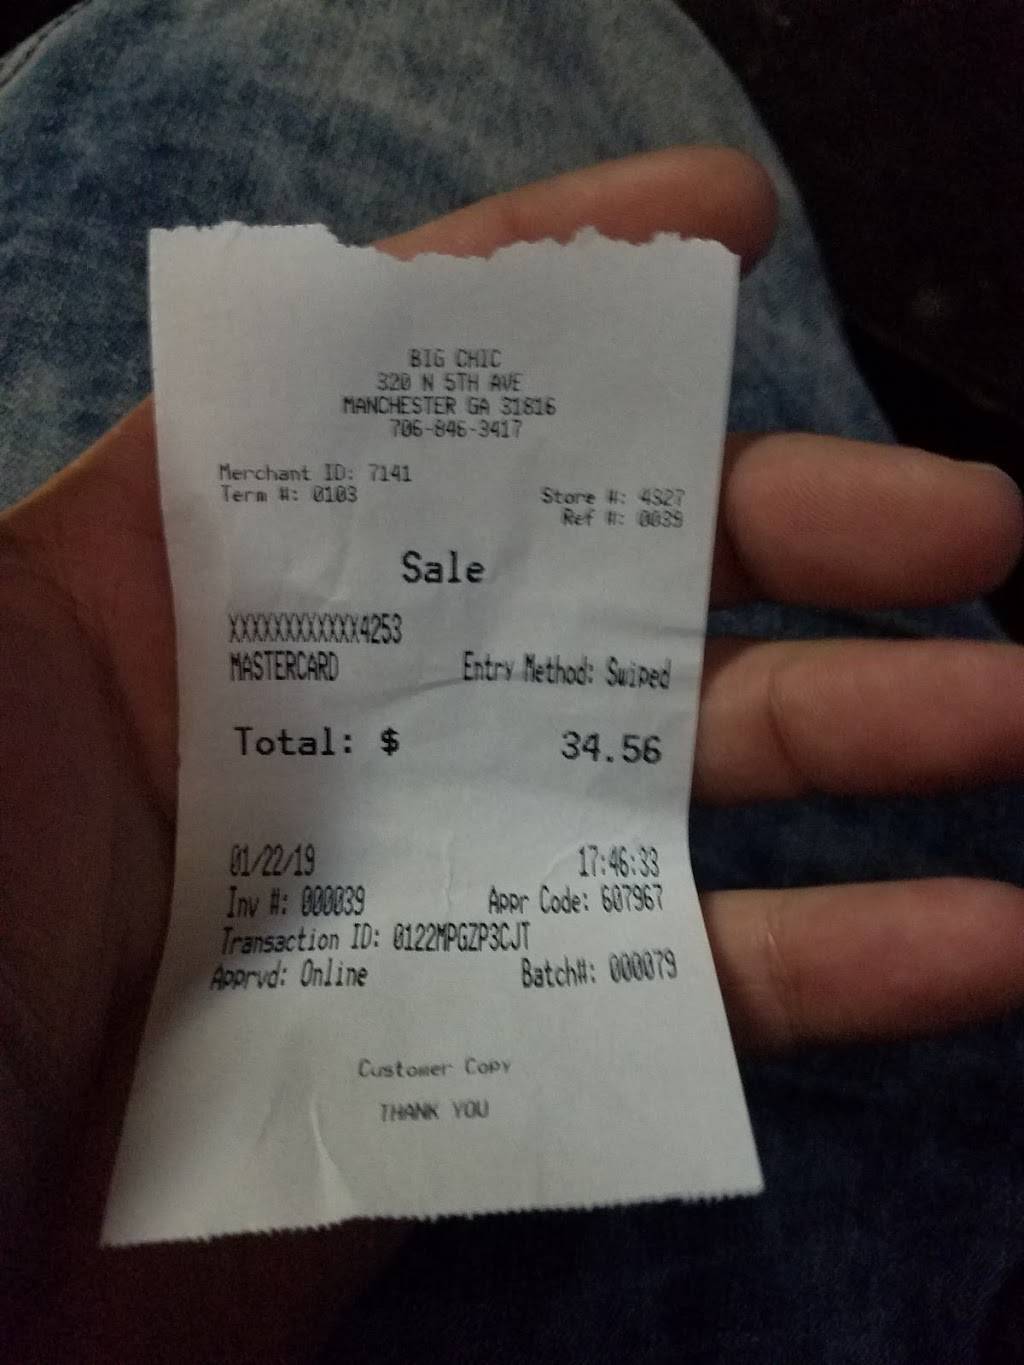 BIG CHIC
320 N 5TH AVE
MANCHESTER GA 31816
706-846-3417
Merchant ID: 7141
Term #: 0103
Store #: 4327
Ref #: 0039
Sale
XXXXXXXXXXXX4253
MASTERCARD Entry Method: Swiped
Total: $ 34.56
01/22/19 17:46:33
Inv #: 000039 Appr Code: 607967
Transaction ID: 0122MPGZP3CJT
Apprvd: Online Batch#: 000079
Customer Copy
THANK YOU